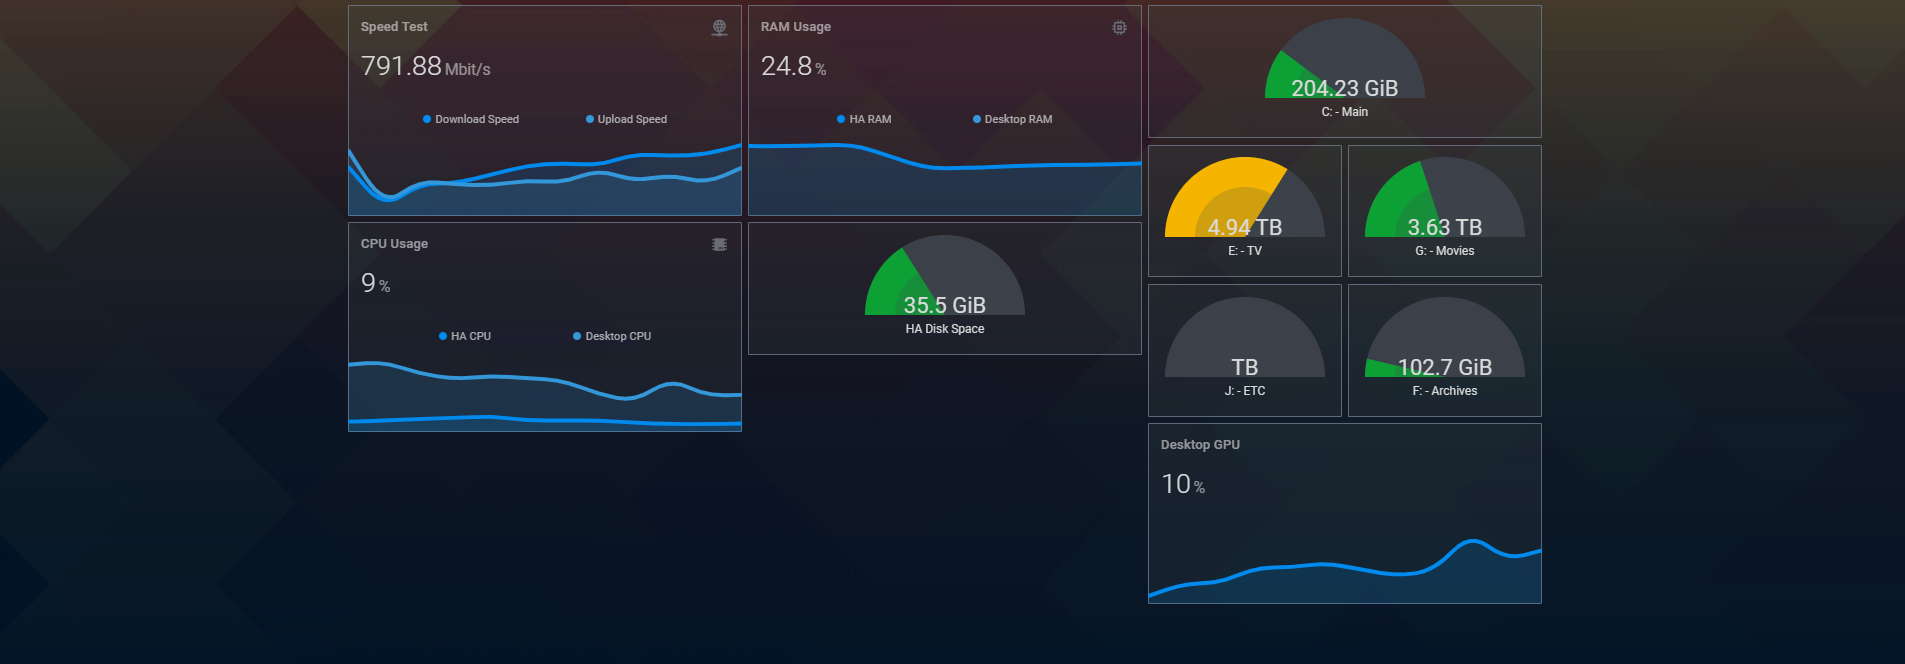 Speed Test
791.88 Mbit/s
Download Speed
Upload Speed
RAM Usage
24.8 %
HA RAM
Desktop RAM
204.23 GiB
C: - Main
4.94 TB
E: - TV
3.63 TB
G: - Movies
CPU Usage
9 %
HA CPU
Desktop CPU
35.5 GiB
HA Disk Space
TB
J: - ETC
102.7 GiB
F: - Archives
Desktop GPU
10 %